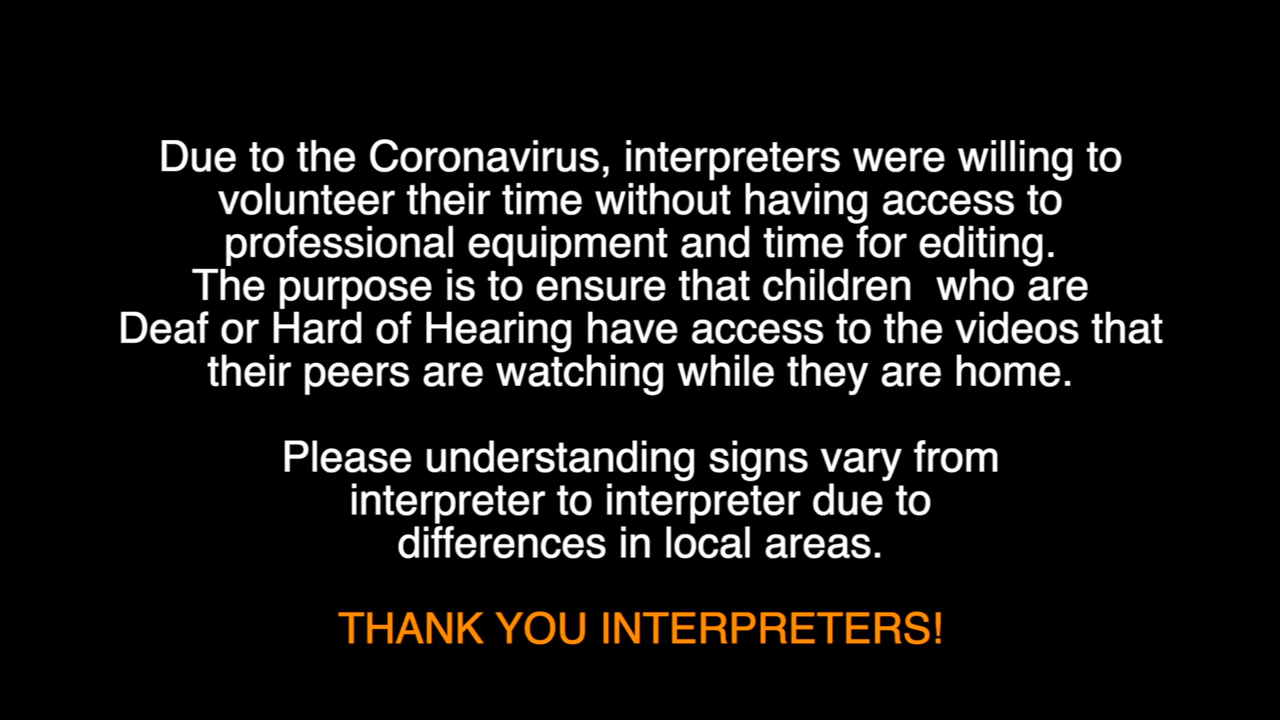 Due to the Coronavirus, interpreters were willing to
volunteer their time without having access to
professional equipment and time for editing.
The purpose is to ensure that children  who are
Deaf or Hard of Hearing have access to the videos that
their peers are watching while they are home.
Please understanding signs vary from
interpreter to interpreter due to
differences in local areas.
THANK YOU INTERPRETERS!